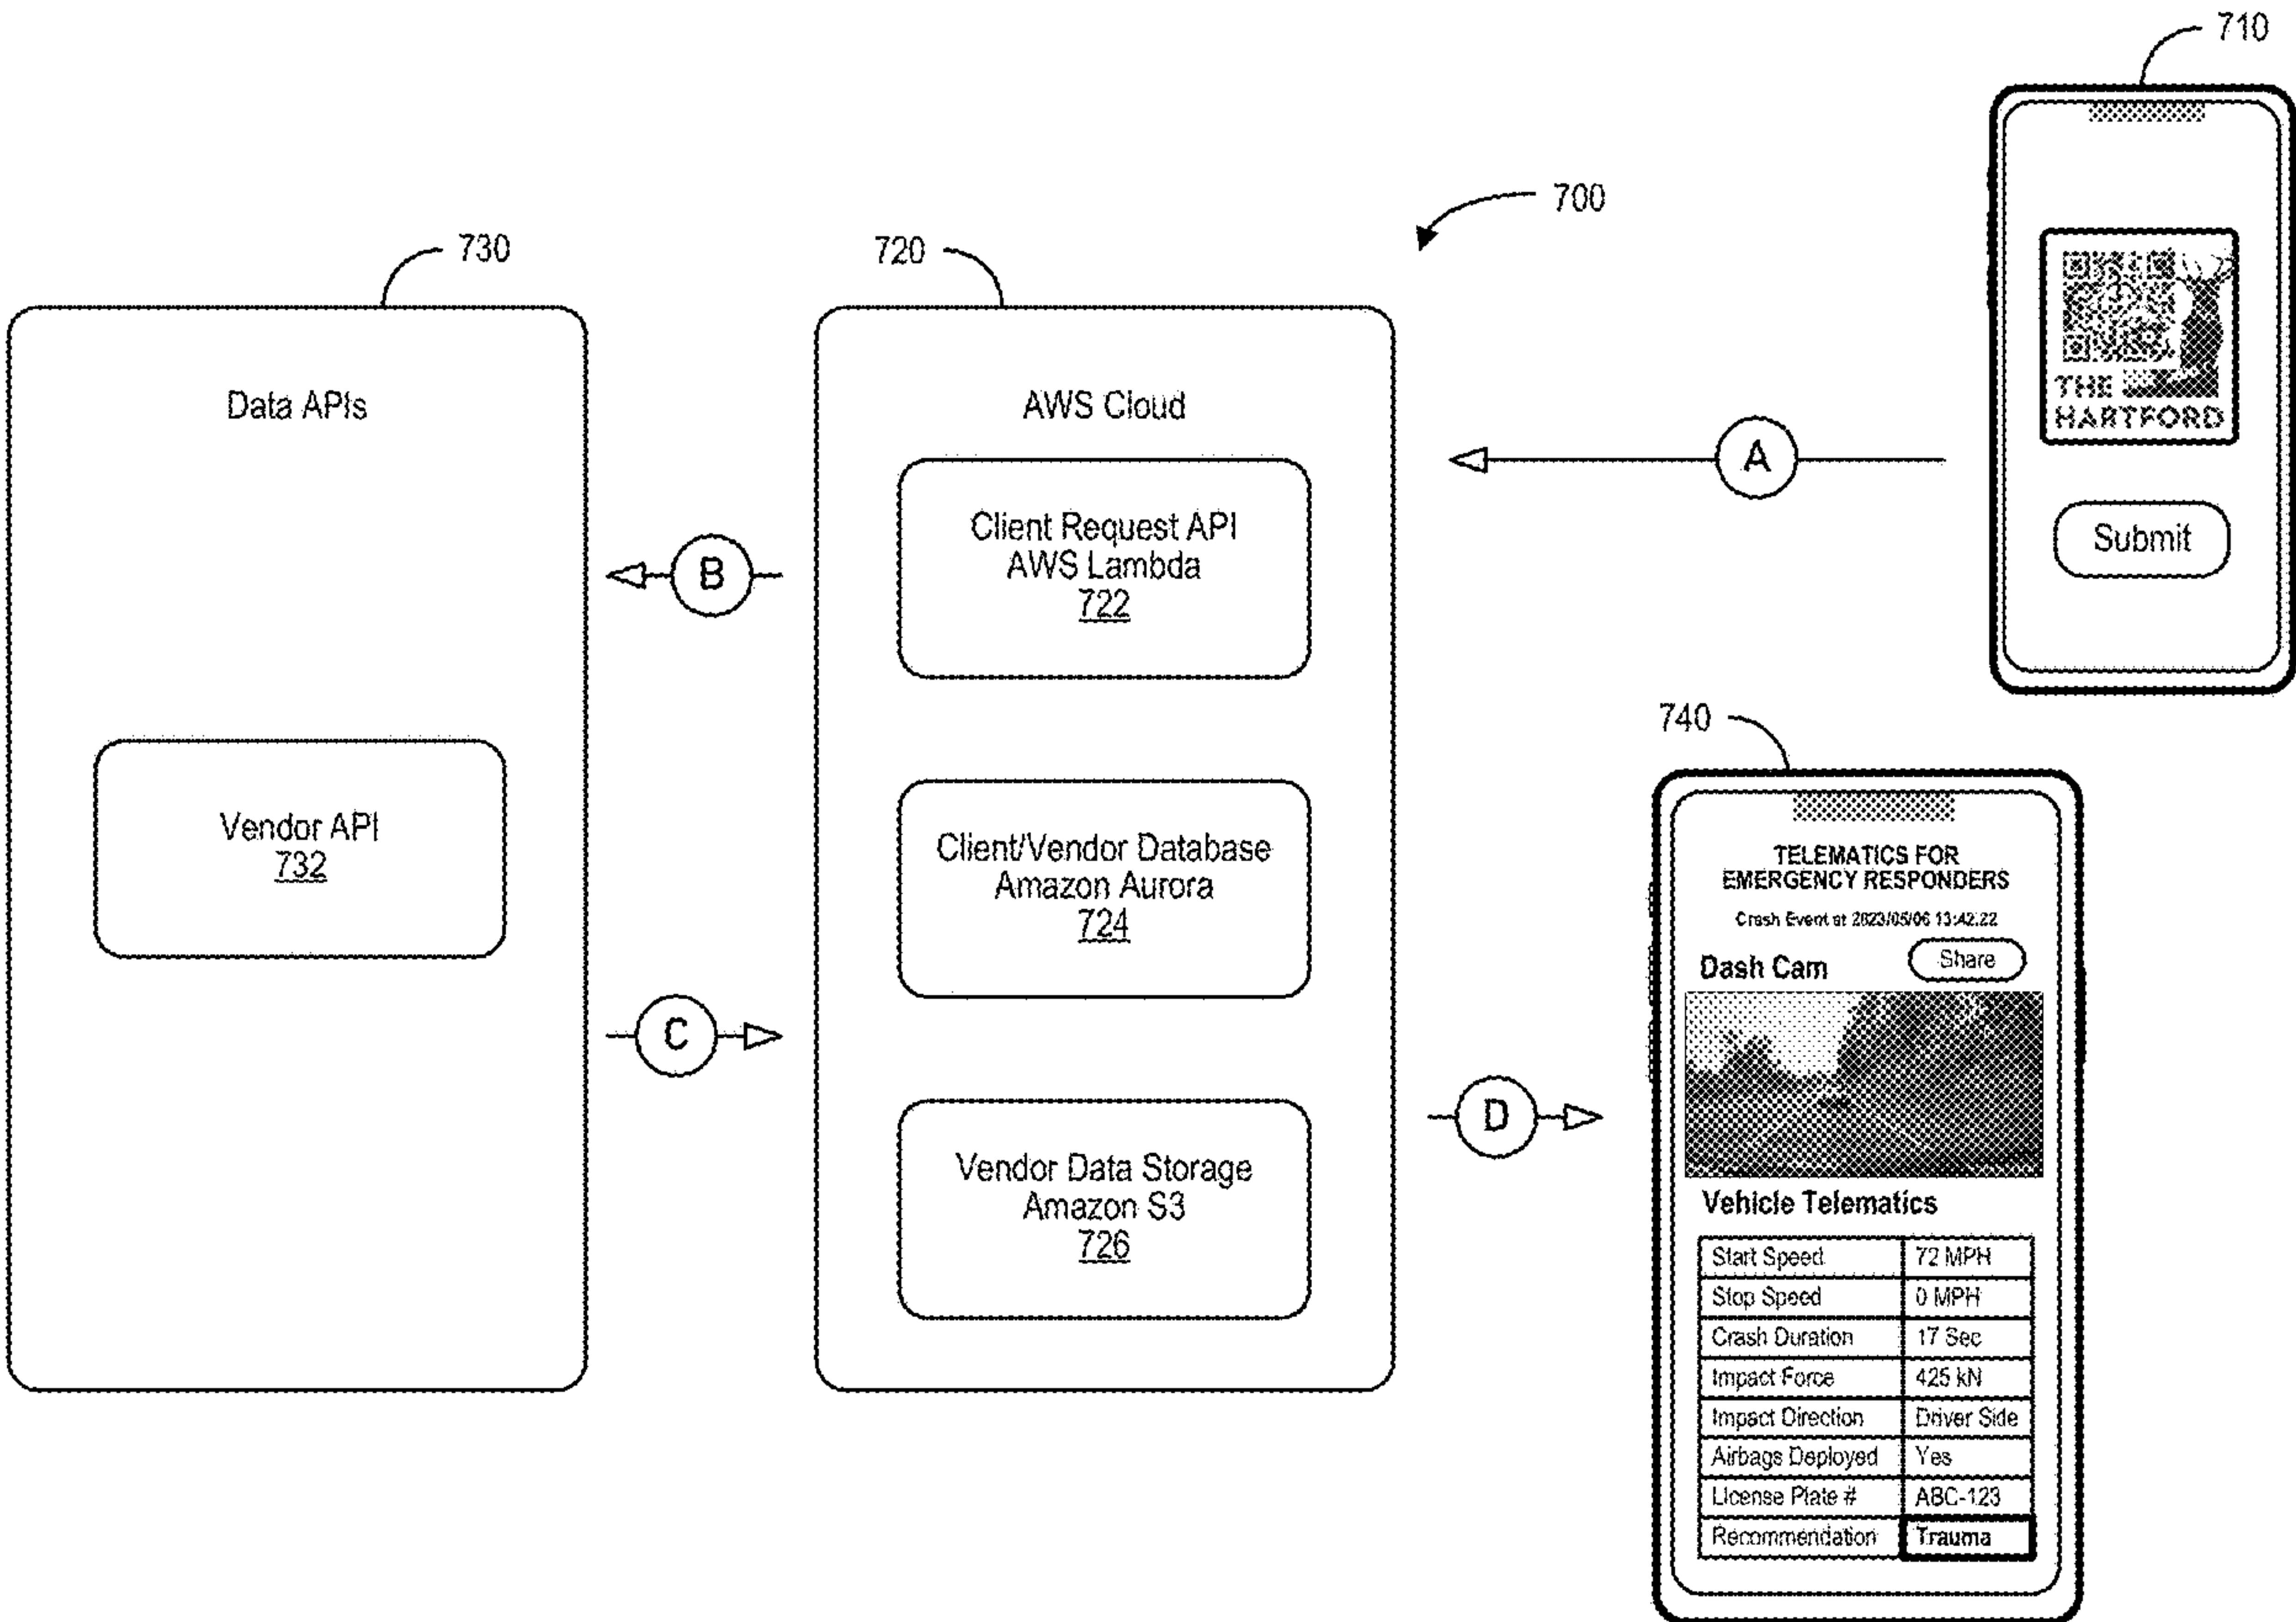 710
700
730
720
Data APIs
AWS Cloud
THE
HARTFORD
A
Client Request API
AWS Lambda
722
B
Submit
740
Vendor API
732
Client/Vendor Database
Amazon Aurora
724
TELEMATICS FOR
EMERGENCY RESPONDERS
Crash Event at 2023/05/06 13:42:22
Share
Dash Cam
C
D
Vendor Data Storage
Amazon S3
726
Vehicle Telematics
Start Speed 72 MPH
Stop Speed 0 MPH
Crash Duration 17 Sec
Impact Force 425 kN
Impact Direction Driver Side
Airbags Deployed Yes
License Plate # ABC-123
Recommendation Trauma